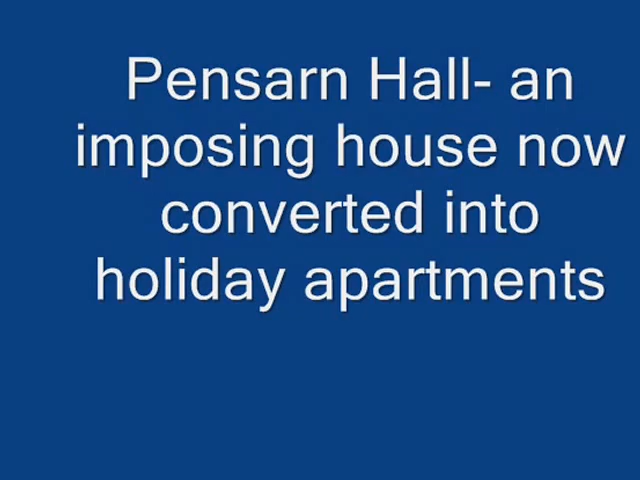 Pensarn Hall- an
imposing house now
converted into
holiday apartments